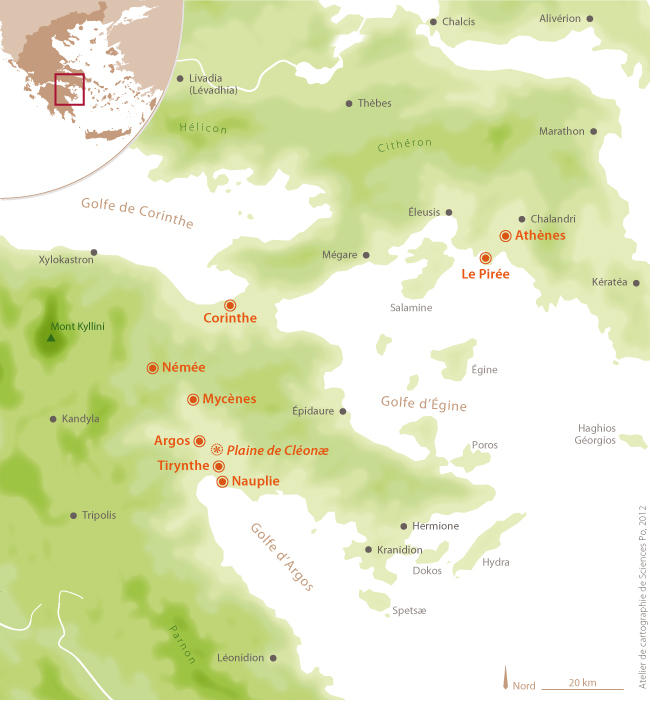 Chalcis
Alivérion
Livadia
(Lévadhia)
Thèbes
Hélicon
Cithéron
Marathon
Golfe de Corinthe
Éleusis
Chalandri
Athènes
Xylokastron
Mégare
Le Pirée
Kératéa
Salamine
Corinthe
Mont Kyllini
Némée
Égine
Mycènes
Golfe d'Égine
Épidaure
Kandyla
Haghios
Géorgios
Argos
Plaine de Cléonæ
Poros
Tirynthe
Nauplie
Tripolis
Golfe d'Argos
Hermione
Kranidion
Dokos
Hydra
Spetsæ
Parnon
Léonidion
Nord
20 km
Atelier de cartographie de Sciences Po, 2012